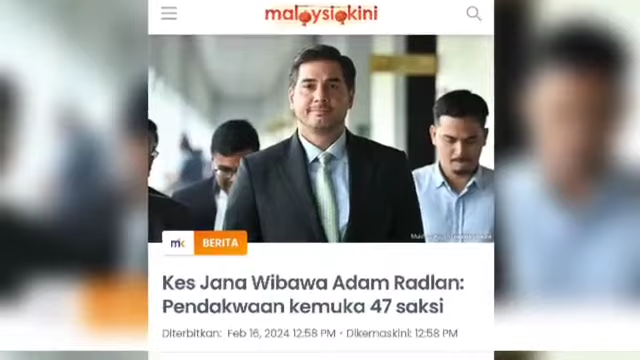 malaysiakini
mk BERITA
Kes Jana Wibawa Adam Radlan:
Pendakwaan kemuka 47 saksi
Diterbitkan: Feb 16, 2024 12:58 PM • Dikemaskini: 12:58 PM